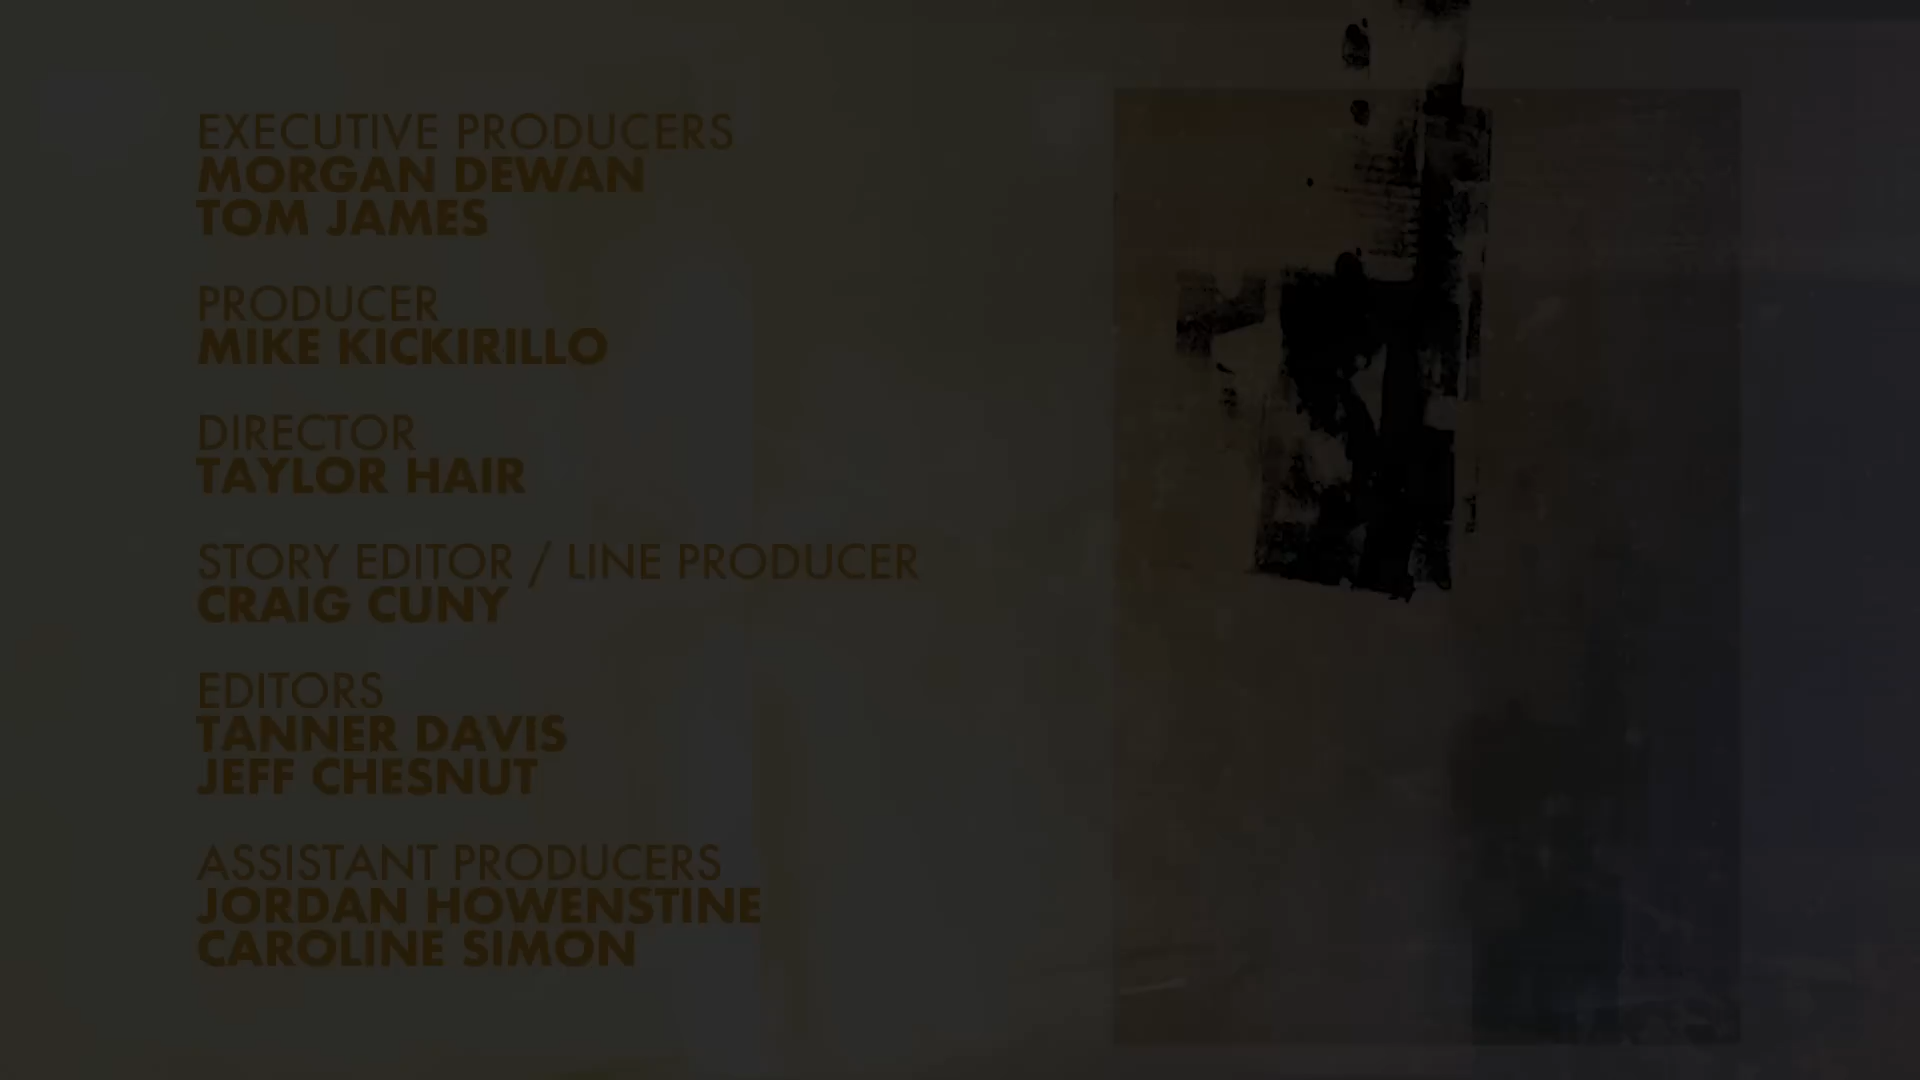 EXECUTIVE PRODUCERS
MORGAN DEWAN
TOM JAMES
PRODUCER
MIKE KICKIRILLO
DIRECTOR
TAYLOR HAIR
STORY EDITOR / LINE PRODUCER
CRAIG CUNY
EDITORS
TANNER DAVIS
JEFF CHESNUT
ASSISTANT PRODUCERS
JORDAN HOWENSTINE
CAROLINE SIMON